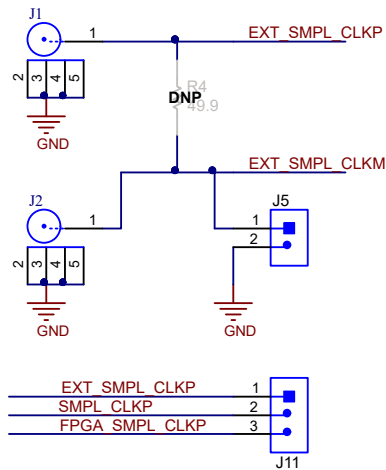 J1
1
EXT_SMPL_CLKP
2 3 4 5
GND
R4
DNP
49.9
EXT_SMPL_CLKM
J2
1
J5
1
2
2 3 4 5
GND
GND
EXT_SMPL_CLKP 1
SMPL_CLKP 2
FPGA_SMPL_CLKP 3
J11